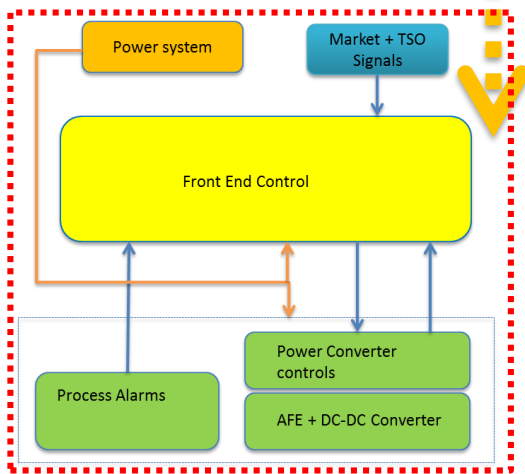 Power system
Market + TSO
Signals
Front End Control
Power Converter
controls
Process Alarms
AFE + DC-DC Converter